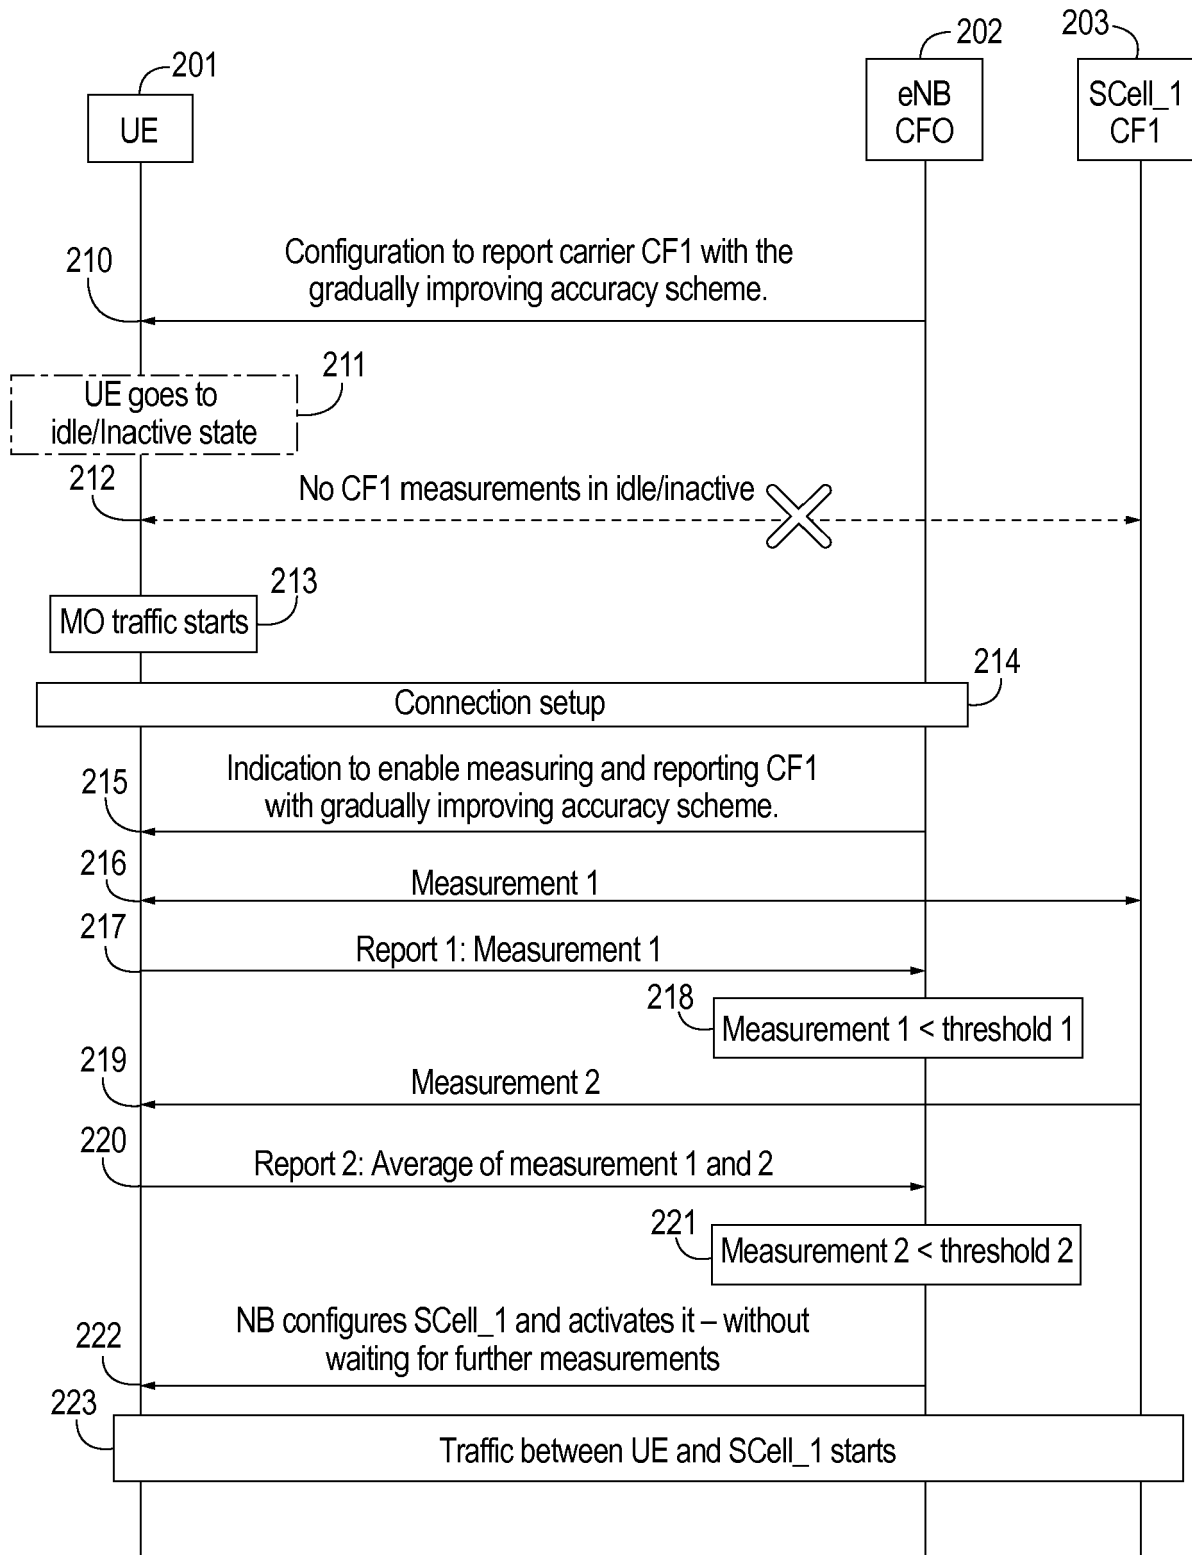 201
202
203
UE
eNB
CFO
SCell_1
CF1
210
Configuration to report carrier CF1 with the
gradually improving accuracy scheme.
211
UE goes to
idle/Inactive state
212
No CF1 measurements in idle/inactive
213
MO traffic starts
214
Connection setup
215
Indication to enable measuring and reporting CF1
with gradually improving accuracy scheme.
216
Measurement 1
217
Report 1: Measurement 1
218
Measurement 1 < threshold 1
219
Measurement 2
220
Report 2: Average of measurement 1 and 2
221
Measurement 2 < threshold 2
222
NB configures SCell_1 and activates it – without
waiting for further measurements
223
Traffic between UE and SCell_1 starts